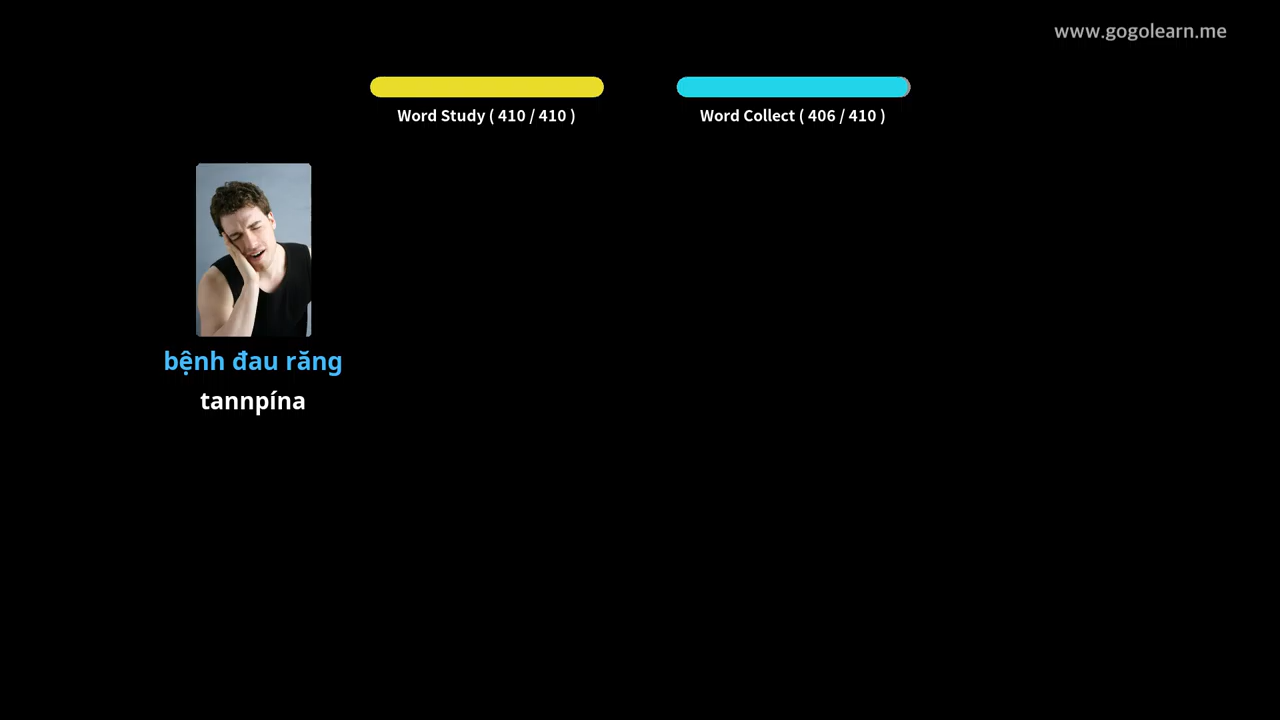 www.gogolearn.me
Word Study ( 410 / 410 )
Word Collect ( 406 / 410 )
bệnh đau răng
tannpína